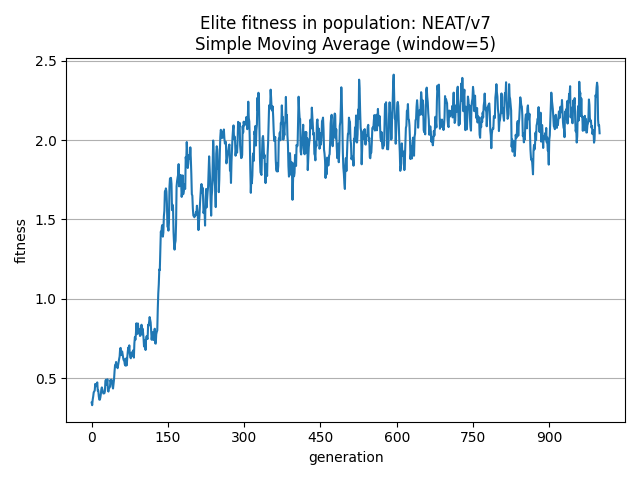 Elite fitness in population: NEAT/v7
Simple Moving Average (window=5)
2.5
2.0
1.5
1.0
0.5
fitness
0 150 300 450 600 750 900
generation